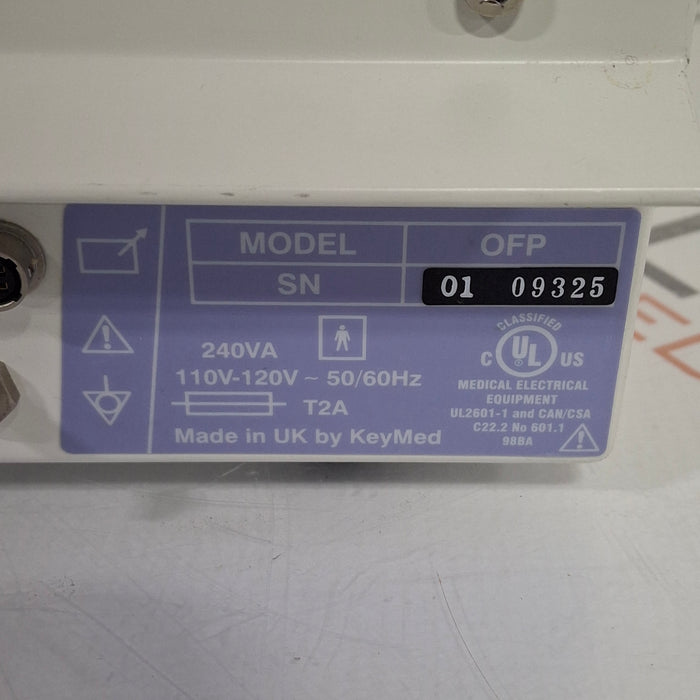 MODEL OFP
SN 01 09325
240VA
110V-120V ~ 50/60Hz
T2A
Made in UK by KeyMed
CLASSIFIED
C UL US
MEDICAL ELECTRICAL
EQUIPMENT
UL2601-1 and CAN/CSA
C22.2 No 601.1
98BA